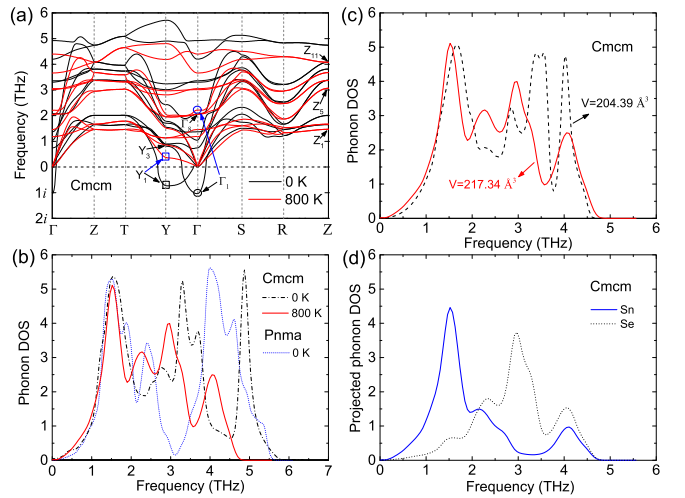 (a)
6
5
4
3
2
1
0
1i
2i
Frequency (THz)
Z₁₁
Z₅
Z₁
Γ₈
Y₃
Y₁
Γ₁
Cmcm
0 K
800 K
Γ Z T Y Γ S R Z
(c)
6
5
4
3
2
1
0
Phonon DOS
Cmcm
V=204.39 Å³
V=217.34 Å³
0 1 2 3 4 5 6
Frequency (THz)
(b)
6
5
4
3
2
1
0
Phonon DOS
Cmcm
0 K
800 K
Pnma
0 K
0 1 2 3 4 5 6 7
Frequency (THz)
(d)
6
5
4
3
2
1
0
Projected phonon DOS
Cmcm
Sn
Se
0 1 2 3 4 5 6
Frequency (THz)